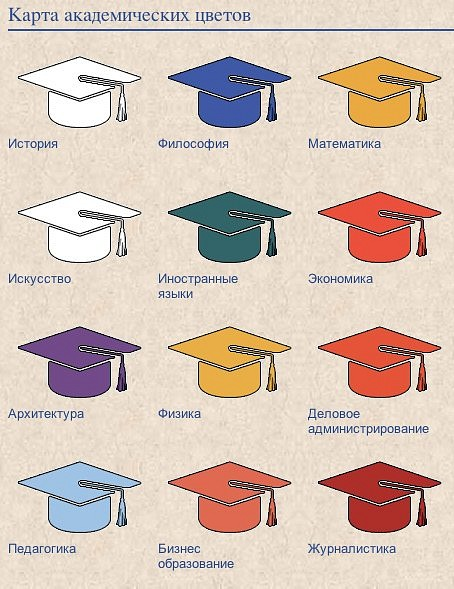 Карта академических цветов
История
Философия
Математика
Искусство
Иностранные
языки
Экономика
Архитектура
Физика
Деловое
администрирование
Педагогика
Бизнес
образование
Журналистика